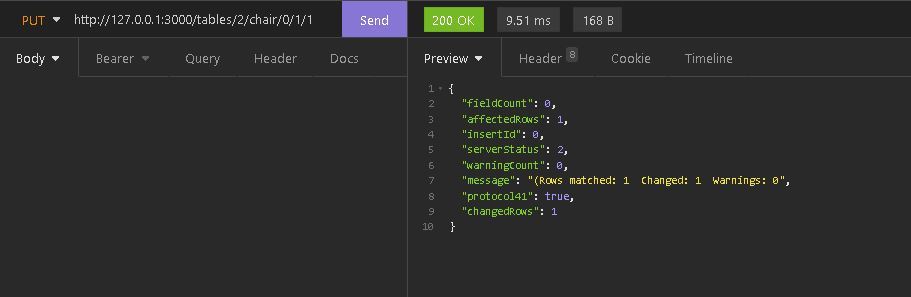 PUT http://127.0.0.1:3000/tables/2/chair/0/1/1 Send 200 OK 9.51 ms 168 B
Body Bearer Query Header Docs Preview Header 8 Cookie Timeline
1 {
2 "fieldCount": 0,
3 "affectedRows": 1,
4 "insertId": 0,
5 "serverStatus": 2,
6 "warningCount": 0,
7 "message": "(Rows matched: 1  Changed: 1  Warnings: 0",
8 "protocol41": true,
9 "changedRows": 1
10 }